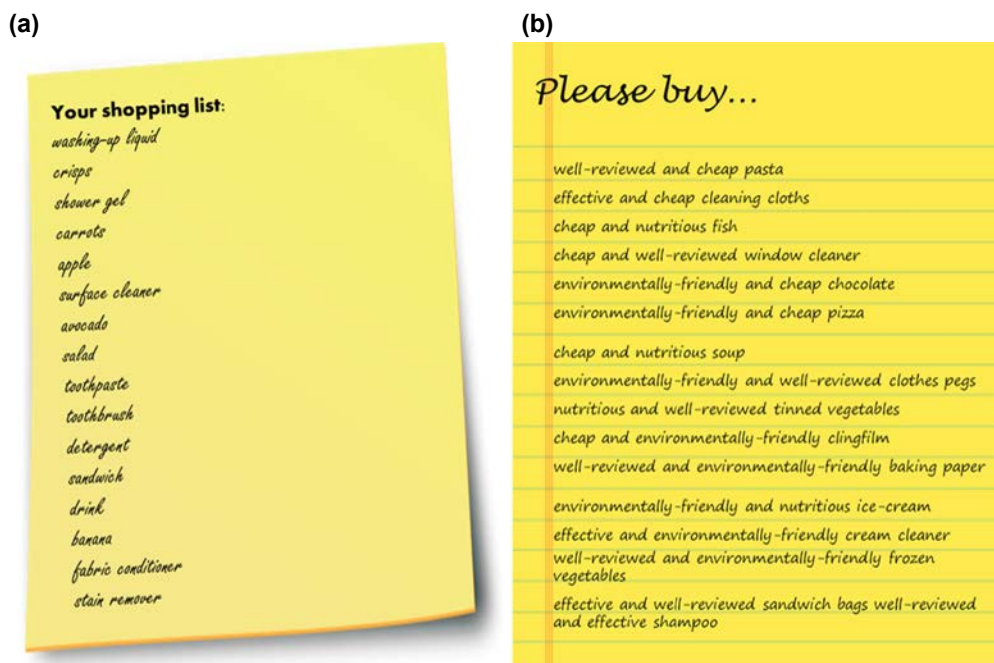 (a)
Your shopping list:
washing-up liquid
crisps
shower gel
carrots
apple
surface cleaner
avocado
salad
toothpaste
toothbrush
detergent
sandwich
drink
banana
fabric conditioner
stain remover
(b)
Please buy...
well-reviewed and cheap pasta
effective and cheap cleaning cloths
cheap and nutritious fish
cheap and well-reviewed window cleaner
environmentally-friendly and cheap chocolate
environmentally-friendly and cheap pizza
cheap and nutritious soup
environmentally-friendly and well-reviewed clothes pegs
nutritious and well-reviewed tinned vegetables
cheap and environmentally-friendly clingfilm
well-reviewed and environmentally-friendly baking paper
environmentally-friendly and nutritious ice-cream
effective and environmentally-friendly cream cleaner
well-reviewed and environmentally-friendly frozen
vegetables
effective and well-reviewed sandwich bags well-reviewed
and effective shampoo